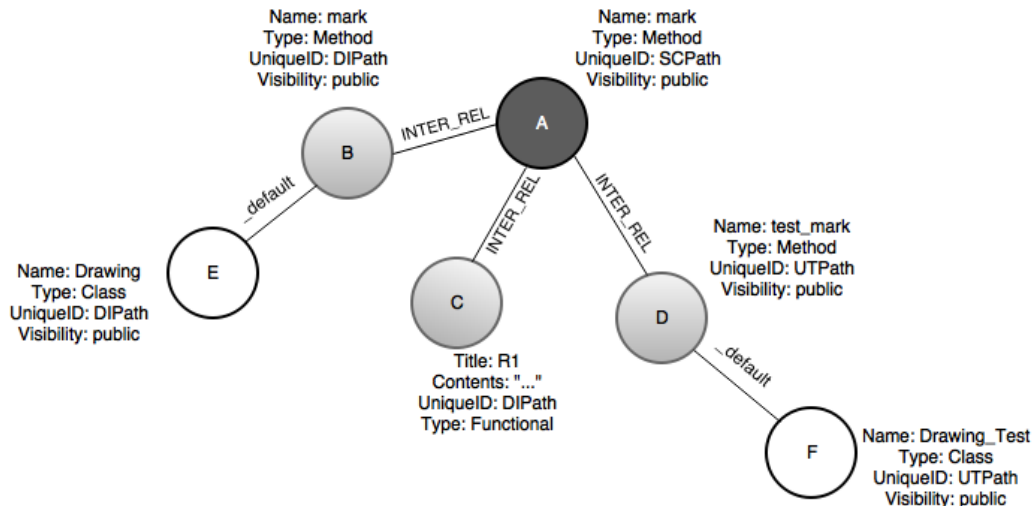 Name: mark
Type: Method
UniqueID: DIPath
Visibility: public
Name: mark
Type: Method
UniqueID: SCPath
Visibility: public
A
INTER_REL
B
_default
INTER_REL
INTER_REL
Name: test_mark
Type: Method
UniqueID: UTPath
Visibility: public
Name: Drawing
Type: Class
UniqueID: DIPath
Visibility: public
E
C
D
Title: R1
Contents: "..."
UniqueID: DIPath
Type: Functional
_default
F
Name: Drawing_Test
Type: Class
UniqueID: UTPath
Visibility: public